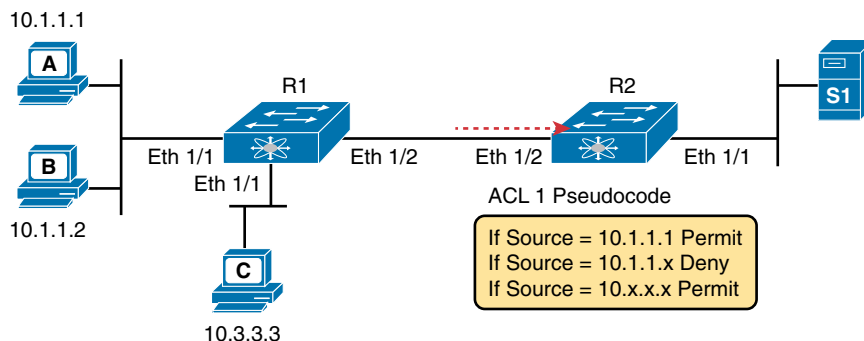 10.1.1.1
A
R1
R2
S1
Eth 1/1
Eth 1/2
Eth 1/2
Eth 1/1
B
Eth 1/1
10.1.1.2
C
10.3.3.3
ACL 1 Pseudocode
If Source = 10.1.1.1 Permit
If Source = 10.1.1.x Deny
If Source = 10.x.x.x Permit